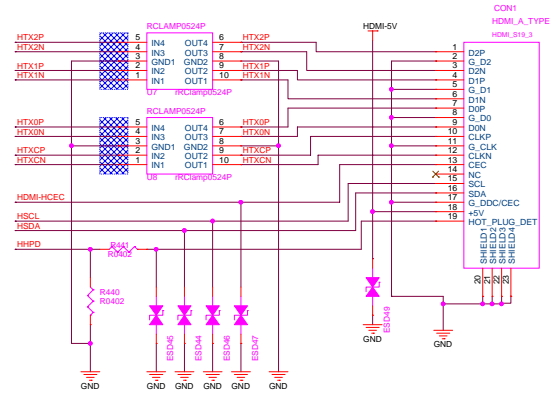 CON1
HDMI_A_TYPE
HDMI_S19_3
RCLAMP0524P
HDMI-5V
HTX2P 5 IN4 OUT4 6 HTX2P
HTX2N 4 IN3 OUT3 7 HTX2N
3 GND1 GND2 8
HTX1P 2 IN2 OUT2 9 HTX1P
HTX1N 1 IN1 OUT1 10 HTX1N
U7 rRClamp0524P
RCLAMP0524P
HTX0P 5 IN4 OUT4 6 HTX0P
HTX0N 4 IN3 OUT3 7 HTX0N
3 GND1 GND2 8
HTXCP 2 IN2 OUT2 9 HTXCP
HTXCN 1 IN1 OUT1 10 HTXCN
U8 rRClamp0524P
1 D2P
2 G_D2
3 D2N
4 D1P
5 G_D1
6 D1N
7 D0P
8 G_D0
9 D0N
10 CLKP
11 G_CLK
12 CLKN
13 CEC
14 NC
15 SCL
16 SDA
17 G_DDC/CEC
18 +5V
19 HOT_PLUG_DET
SHIELD1
SHIELD2
SHIELD3
SHIELD4
20
21
22
23
HDMI-HCEC
HSCL
HSDA
HHPD
R441
R0402
R440
R0402
ESD45
ESD44
ESD46
ESD47
ESD49
GND
GND
GND
GND
GND
GND
GND
GND